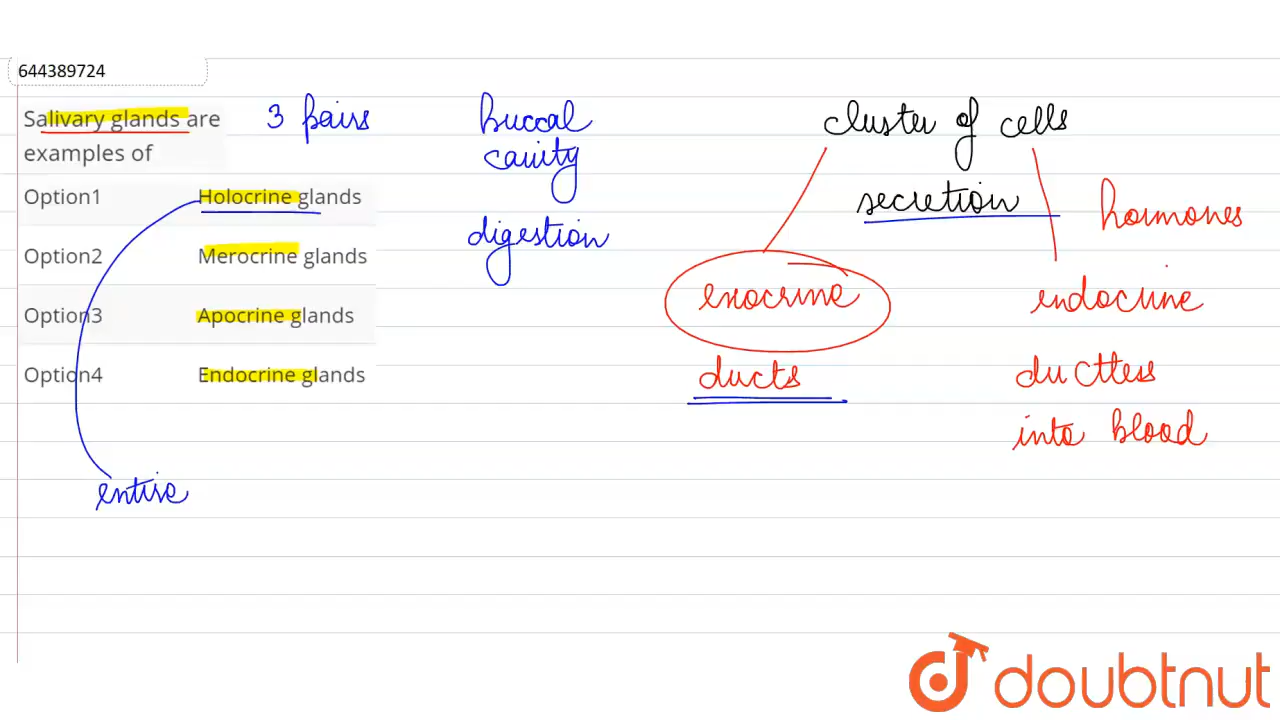 644389724
Salivary glands are
examples of
Option1 Holocrine glands
Option2 Merocrine glands
Option3 Apocrine glands
Option4 Endocrine glands
3 pairs
buccal
cavity
digestion
entire
cluster of cells
secretion
hormones
exocrine
endocrine
ducts
ductless
into blood
doubtnut